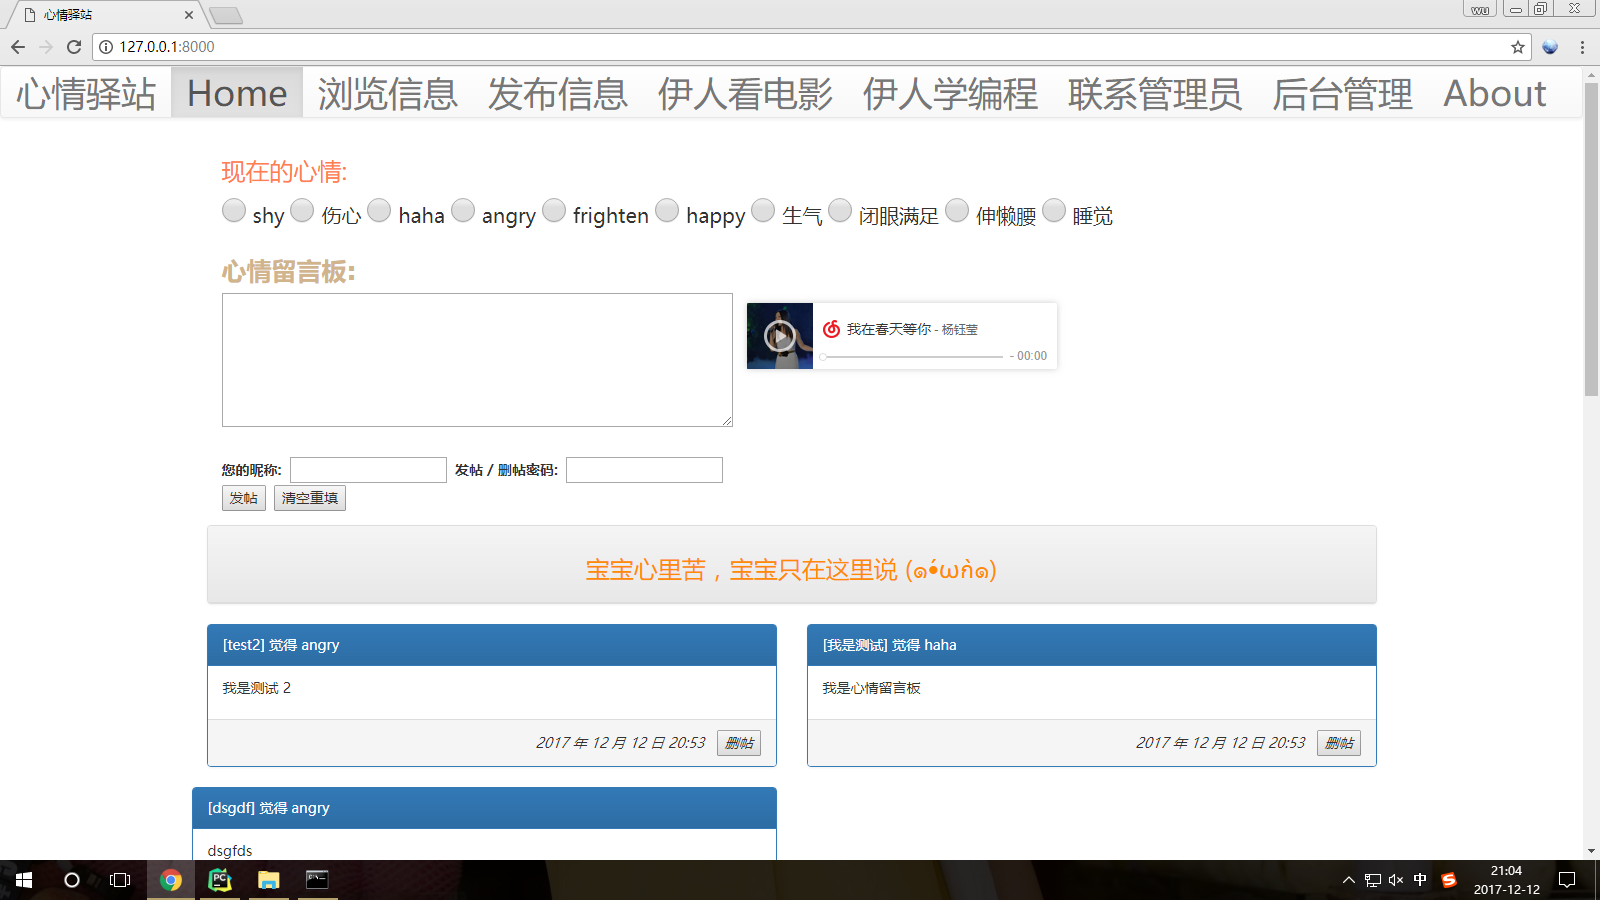 心情驿站
wu
127.0.0.1:8000
心情驿站 Home 浏览信息 发布信息 伊人看电影 伊人学编程 联系管理员 后台管理 About
现在的心情:
shy 伤心 haha angry frighten happy 生气 闭眼满足 伸懒腰 睡觉
心情留言板:
我在春天等你 - 杨钰莹
- 00:00
您的昵称: 发帖 / 删帖密码:
发帖 清空重填
宝宝心里苦，宝宝只在这里说 (๑•́ωก̀๑)
[test2] 觉得 angry
我是测试 2
2017 年 12 月 12 日 20:53 删帖
[我是测试] 觉得 haha
我是心情留言板
2017 年 12 月 12 日 20:53 删帖
[dsgdf] 觉得 angry
dsgfds
中
21:04
2017-12-12